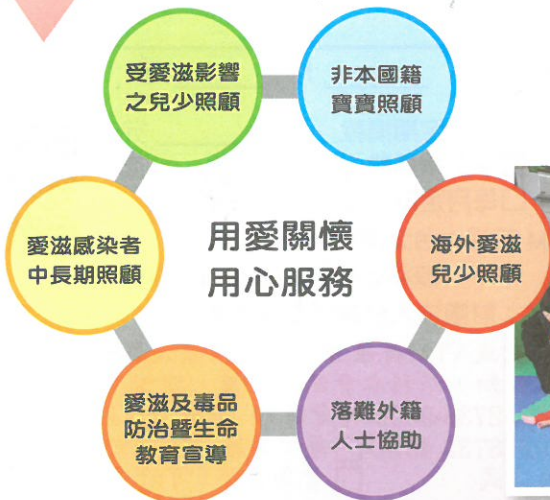 受愛滋影響
之兒少照顧
非本國籍
寶寶照顧
愛滋感染者
中長期照顧
用愛關懷
用心服務
海外愛滋
兒少照顧
愛滋及毒品
防治暨生命
教育宣導
落難外籍
人士協助